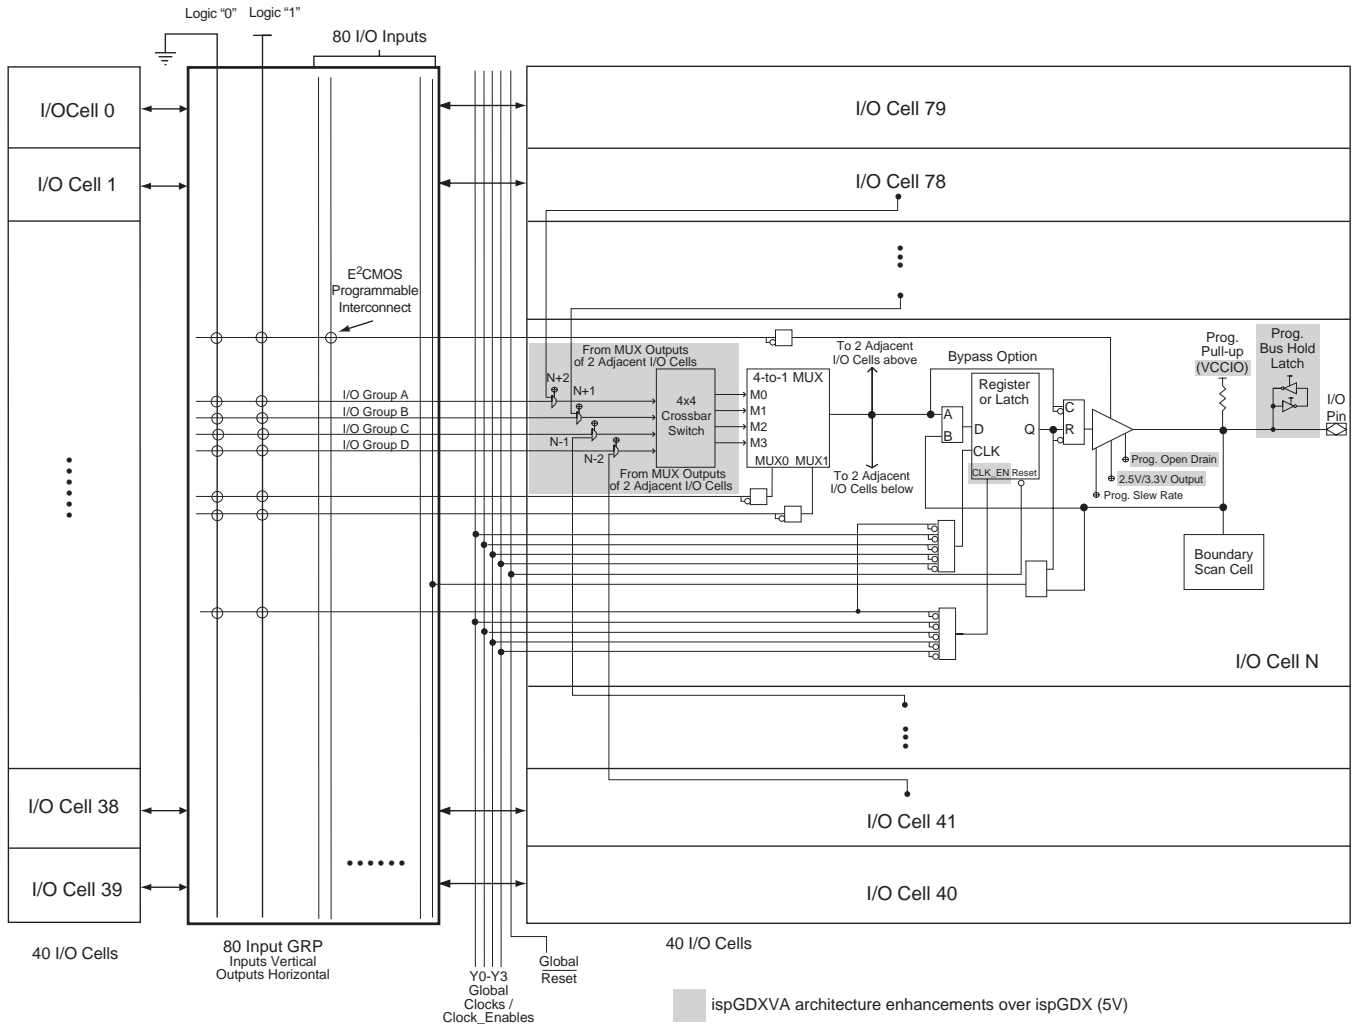 Logic “0” Logic “1”
80 I/O Inputs
I/OCell 0
I/O Cell 79
I/O Cell 1
I/O Cell 78
E2CMOS
Programmable
Interconnect
From MUX Outputs
of 2 Adjacent I/O Cells
To 2 Adjacent
I/O Cells above
Bypass Option
Prog.
Pull-up
(VCCIO)
Prog.
Bus Hold
Latch
I/O
Pin
N+2
N+1
N-1
N-2
I/O Group A
I/O Group B
I/O Group C
I/O Group D
4x4
Crossbar
Switch
4-to-1 MUX
M0
M1
M2
M3
MUX0 MUX1
Register
or Latch
A
B
D
Q
CLK
CLK_EN Reset
C
R
From MUX Outputs
of 2 Adjacent I/O Cells
To 2 Adjacent
I/O Cells below
Prog. Open Drain
2.5V/3.3V Output
Prog. Slew Rate
Boundary
Scan Cell
I/O Cell N
I/O Cell 38
I/O Cell 41
I/O Cell 39
I/O Cell 40
40 I/O Cells
80 Input GRP
Inputs Vertical
Outputs Horizontal
Y0-Y3
Global
Clocks /
Clock_Enables
Global
Reset
40 I/O Cells
ispGDXVA architecture enhancements over ispGDX (5V)